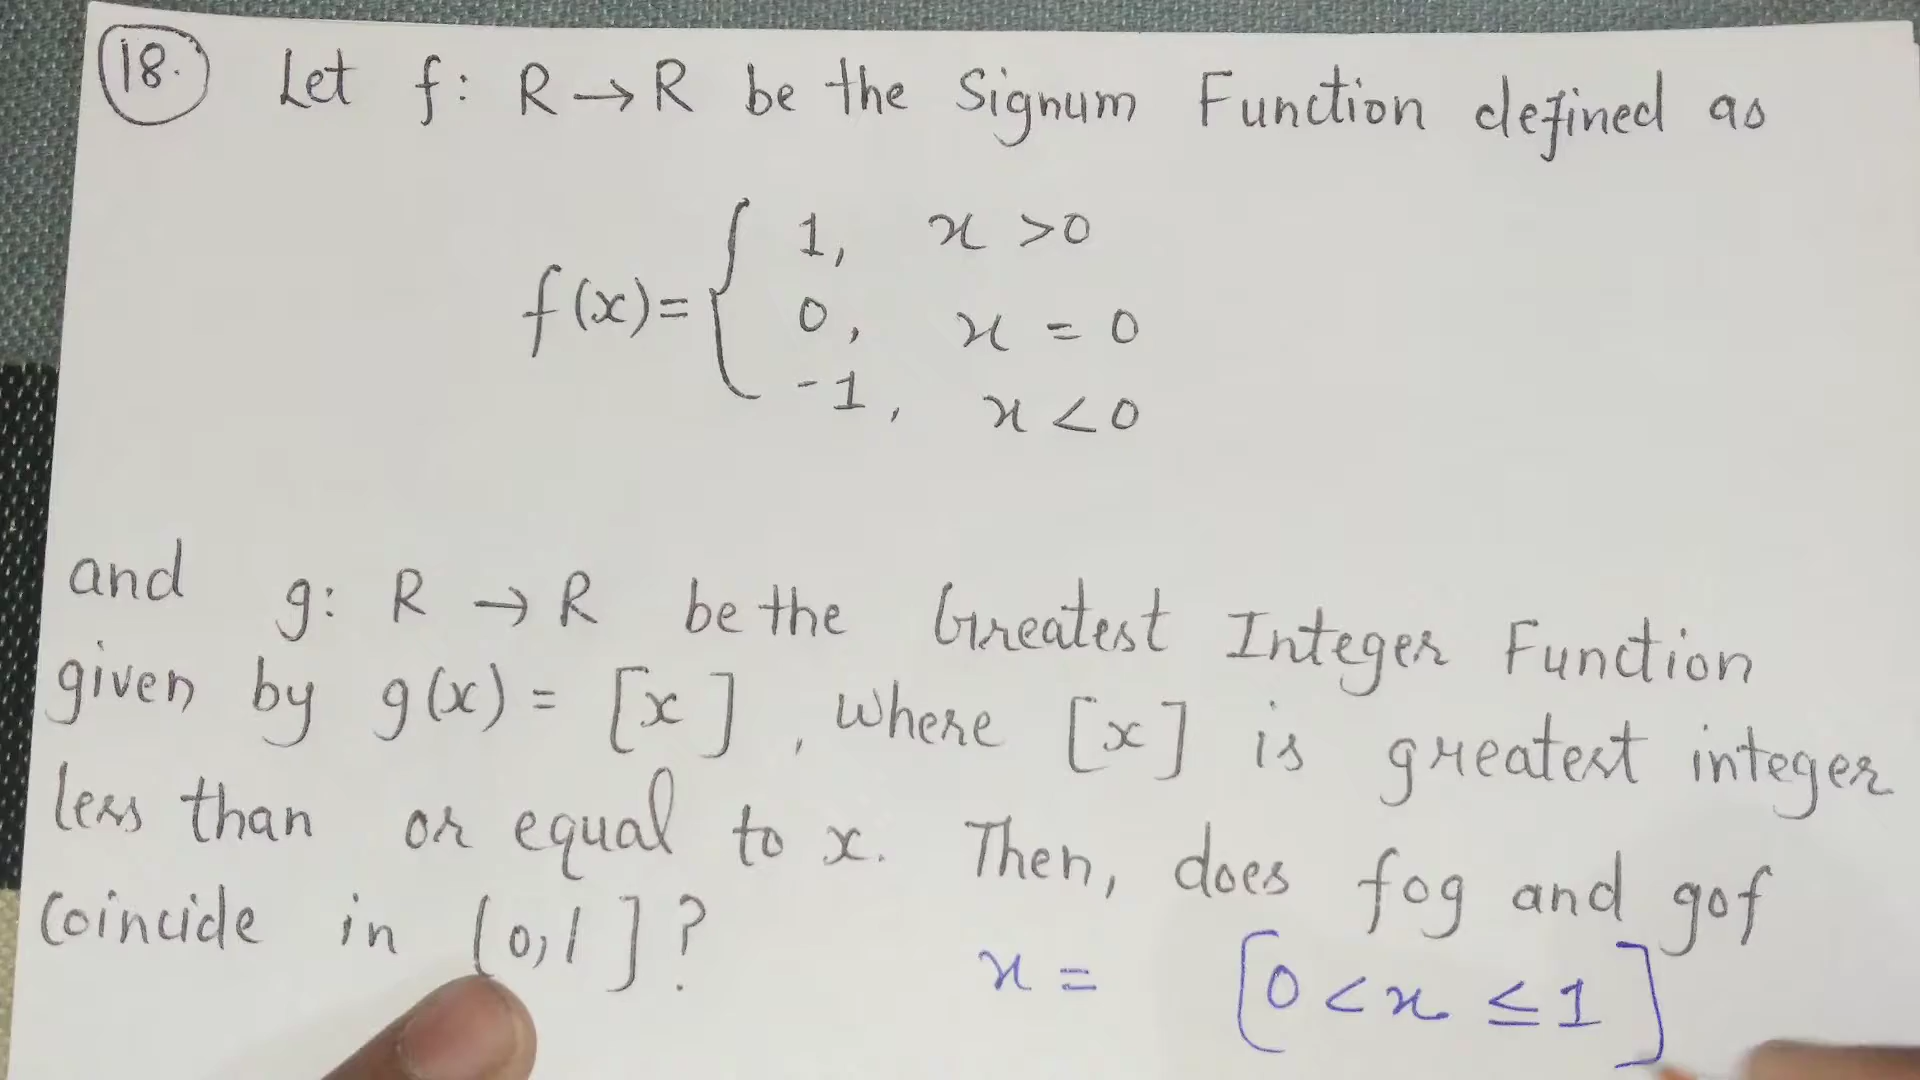 18. Let f: R → R be the Signum Function defined as
f(x) = { 1, x > 0
0, x = 0
-1, x < 0
and g: R → R be the Greatest Integer Function
given by g(x) = [x], where [x] is greatest integer
less than or equal to x. Then, does fog and gof
coincide in (0,1]?
x = [0 < x ≤ 1]